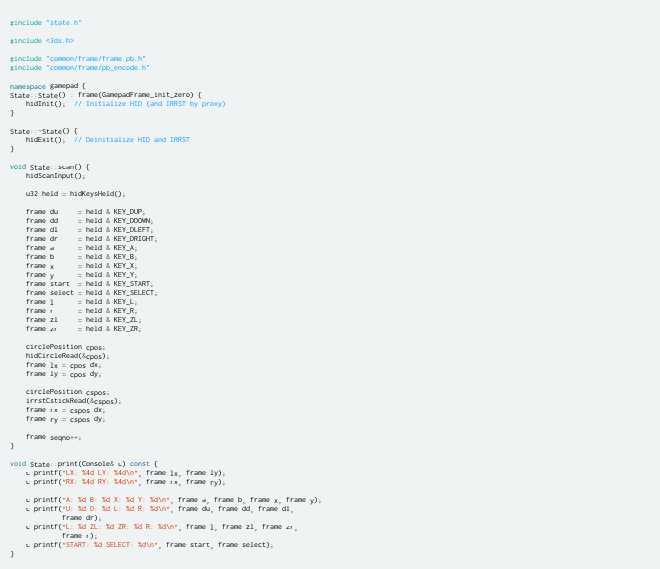 #include "state.h"
#include <3ds.h>
#include "common/frame/frame.pb.h"
#include "common/frame/pb_encode.h"
namespace gamepad {
State::State() : frame(GamepadFrame_init_zero) {
    hidInit();  // Initialize HID (and IRRST by proxy)
}
State::~State() {
    hidExit();  // Deinitialize HID and IRRST
}
void State::scan() {
    hidScanInput();
    u32 held = hidKeysHeld();
    frame du     = held & KEY_DUP;
    frame dd     = held & KEY_DDOWN;
    frame dl     = held & KEY_DLEFT;
    frame dr     = held & KEY_DRIGHT;
    frame a      = held & KEY_A;
    frame b      = held & KEY_B;
    frame x      = held & KEY_X;
    frame y      = held & KEY_Y;
    frame start  = held & KEY_START;
    frame select = held & KEY_SELECT;
    frame l      = held & KEY_L;
    frame r      = held & KEY_R;
    frame zl     = held & KEY_ZL;
    frame zr     = held & KEY_ZR;
    circlePosition cpos;
    hidCircleRead(&cpos);
    frame lx = cpos dx;
    frame ly = cpos dy;
    circlePosition cspos;
    irrstCstickRead(&cspos);
    frame rx = cspos dx;
    frame ry = cspos dy;
    frame seqno++;
}
void State::print(Console& c) const {
    c printf("LX: %4d LY: %4d\n", frame lx, frame ly);
    c printf("RX: %4d RY: %4d\n", frame rx, frame ry);
    c printf("A: %d B: %d X: %d Y: %d\n", frame a, frame b, frame x, frame y);
    c printf("U: %d D: %d L: %d R: %d\n", frame du, frame dd, frame dl,
             frame dr);
    c printf("L: %d ZL: %d ZR: %d R: %d\n", frame l, frame zl, frame zr,
             frame r);
    c printf("START: %d SELECT: %d\n", frame start, frame select);
}